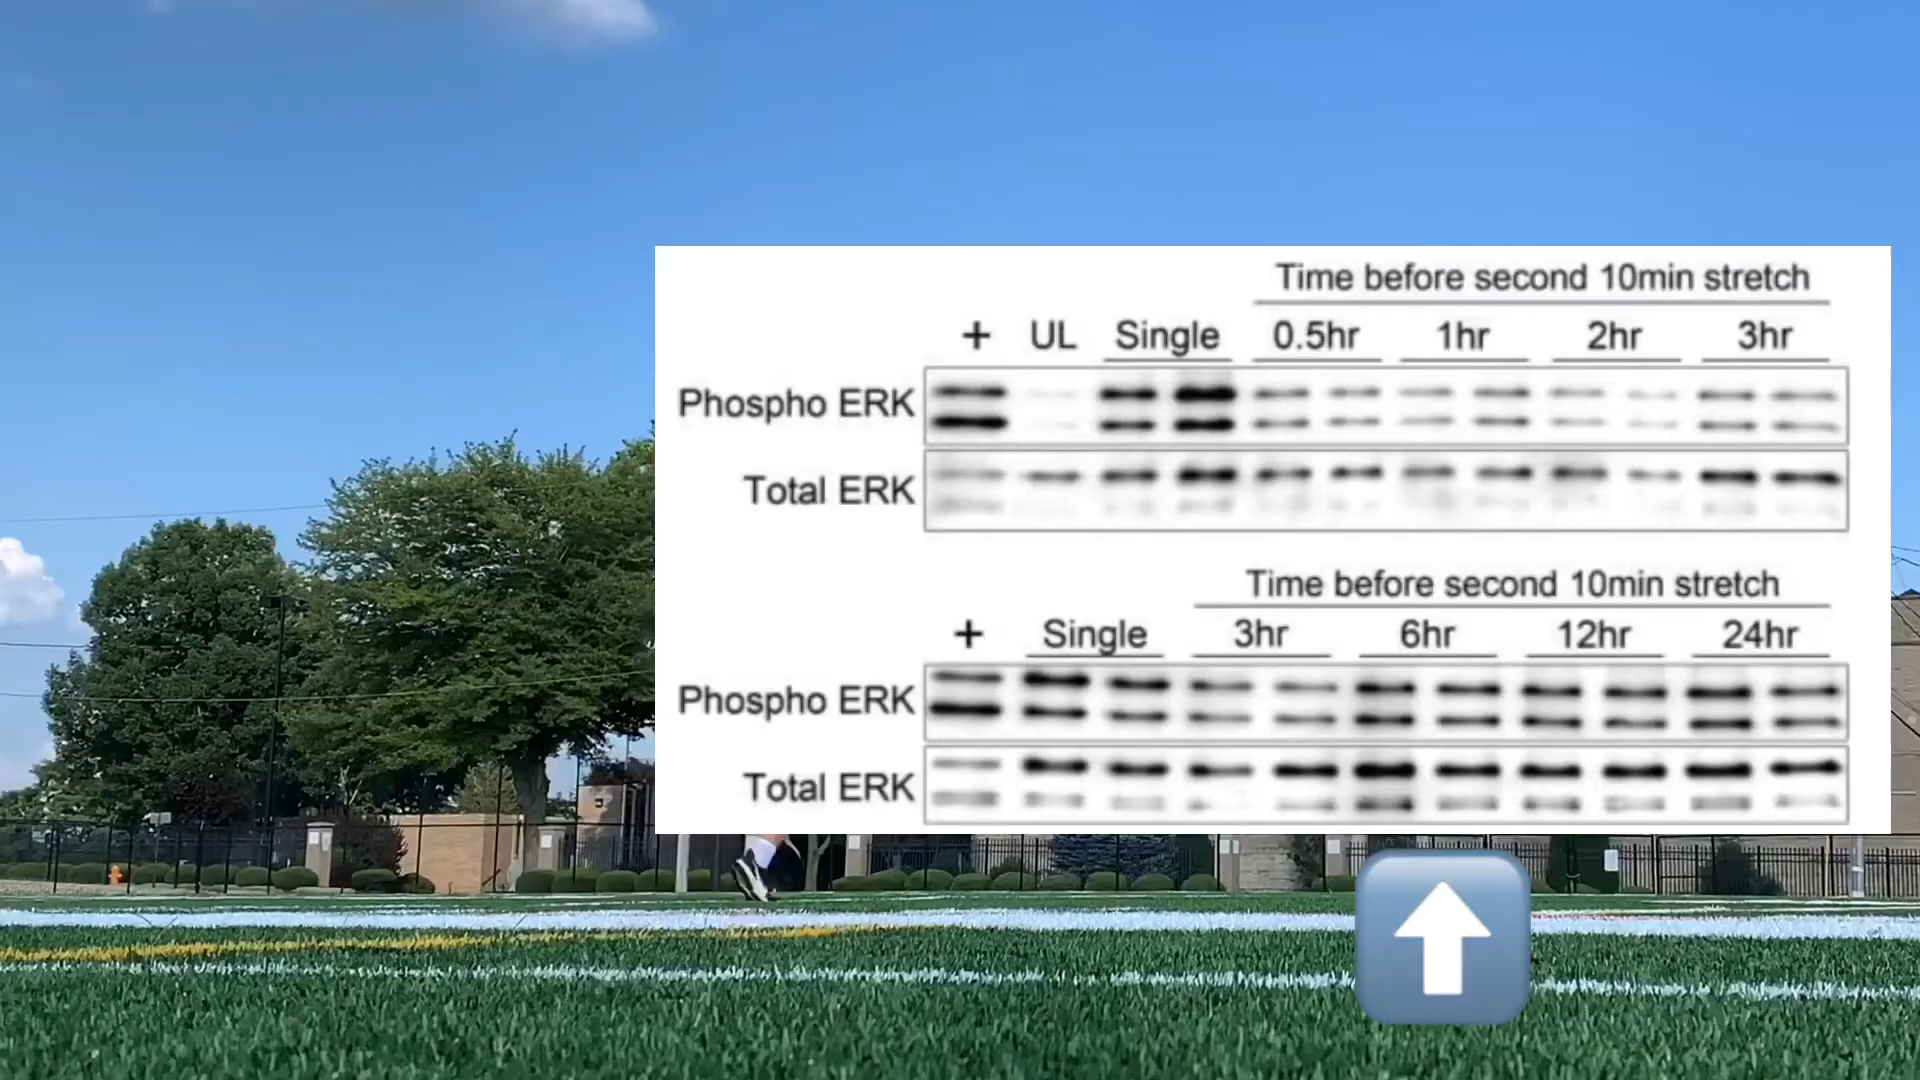 Time before second 10min stretch
+ UL Single 0.5hr 1hr 2hr 3hr
Phospho ERK
Total ERK
Time before second 10min stretch
+ Single 3hr 6hr 12hr 24hr
Phospho ERK
Total ERK